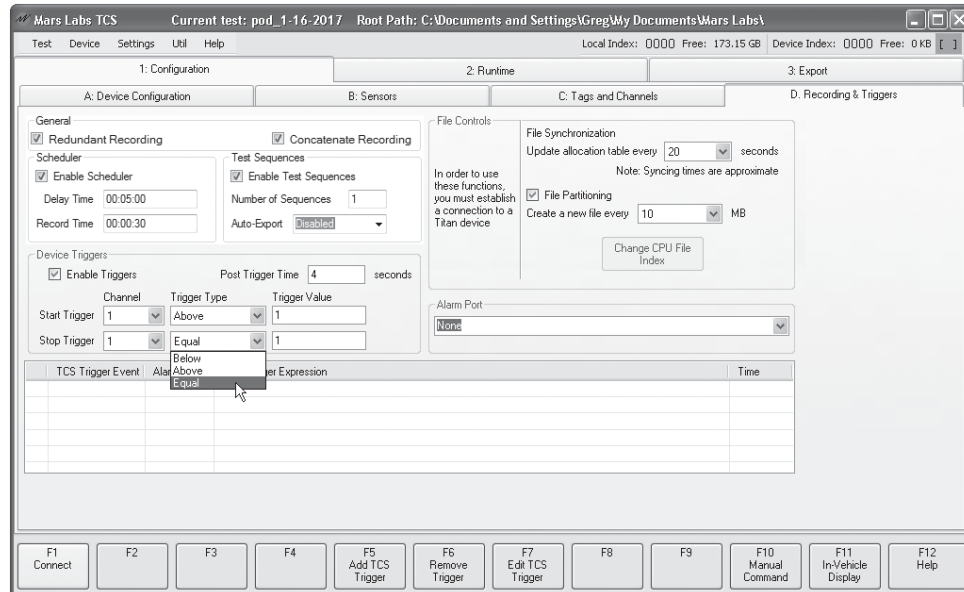 Mars Labs TCS Current test: pod_1-16-2017 Root Path: C:\Documents and Settings\Greg\My Documents\Mars Labs\
Test Device Settings Util Help Local Index: 0000 Free: 173.15 GB Device Index: 0000 Free: 0 KB [ ]
1: Configuration 2: Runtime 3: Export
A: Device Configuration B: Sensors C: Tags and Channels D. Recording & Triggers
General
Redundant Recording Concatenate Recording
Scheduler
Enable Scheduler
Delay Time 00:05:00
Record Time 00:00:30
Test Sequences
Enable Test Sequences
Number of Sequences 1
Auto-Export Disabled
Device Triggers
Enable Triggers Post Trigger Time 4 seconds
Channel Trigger Type Trigger Value
Start Trigger 1 Above 1
Stop Trigger 1 Equal 1
Below
Above
Equal
File Controls
In order to use
these functions,
you must establish
a connection to a
Titan device
File Synchronization
Update allocation table every 20 seconds
Note: Syncing times are approximate
File Partitioning
Create a new file every 10 MB
Change CPU File
Index
Alarm Port
None
TCS Trigger Event Alar ger Expression Time
F1
Connect
F2
F3
F4
F5
Add TCS
Trigger
F6
Remove
Trigger
F7
Edit TCS
Trigger
F8
F9
F10
Manual
Command
F11
In-Vehicle
Display
F12
Help